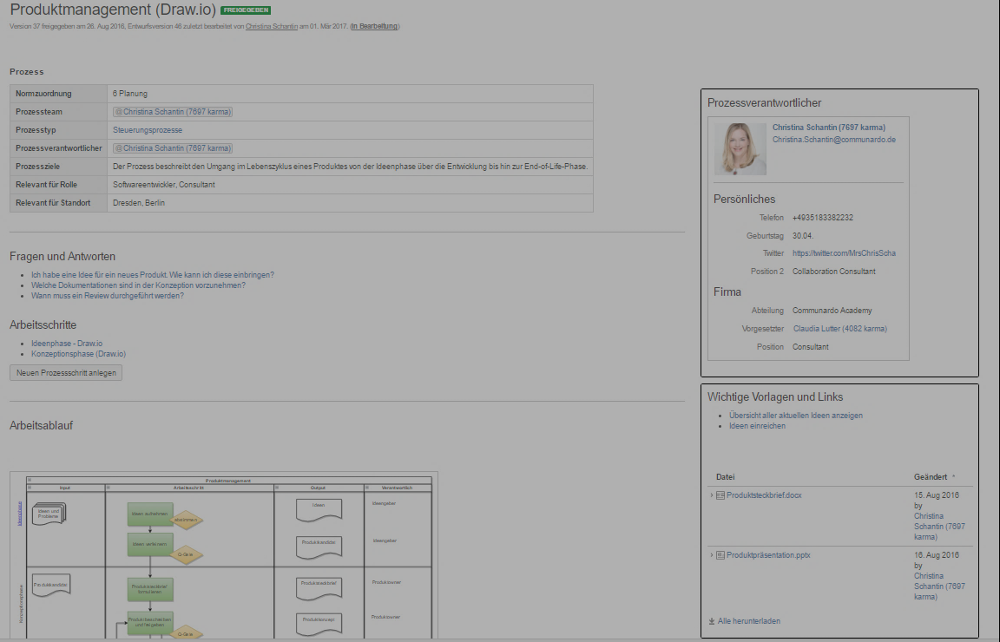 Produktmanagement (Draw.io) FREIGEGEBEN
Version 37 freigegeben am 26. Aug 2016, Entwurfsversion 46 zuletzt bearbeitet von Christina Schantin am 01. Mär 2017. (In Bearbeitung)
Prozess
Normzuordnung 6 Planung
Prozessteam @Christina Schantin (7697 karma)
Prozesstyp Steuerungsprozesse
Prozessverantwortlicher @Christina Schantin (7697 karma)
Prozessziele Der Prozess beschreibt den Umgang im Lebenszyklus eines Produktes von der Ideenphase über die Entwicklung bis hin zur End-of-Life-Phase.
Relevant für Rolle Softwareentwickler, Consultant
Relevant für Standort Dresden, Berlin
Fragen und Antworten
Ich habe eine Idee für ein neues Produkt. Wie kann ich diese einbringen?
Welche Dokumentationen sind in der Konzeption vorzunehmen?
Wann muss ein Review durchgeführt werden?
Arbeitsschritte
Ideenphase - Draw.io
Konzeptionsphase (Draw.io)
Neuen Prozessschritt anlegen
Arbeitsablauf
Produktmanagement
Input Arbeitsschritt Output Verantwortlich
Ideenphase
Ideen und
Probleme
Ideen aufnehmen
Ideen
Ideengeber
Produktkandidat
Ideengeber
Q-Gate
Konzeptionsphase
Produktkandidat
Produktsteckbrief
formulieren
Produktsteckbrief
Produktowner
Produkt beschreiben
und freigeben
Produktkonzept
Produktowner
Q-Gate
Prozessverantwortlicher
Christina Schantin (7697 karma)
Christina.Schantin@communardo.de
Persönliches
Telefon +4935183382232
Geburtstag 30.04.
Twitter https://twitter.com/MrsChrisScha
Position 2 Collaboration Consultant
Firma
Abteilung Communardo Academy
Vorgesetzter Claudia Lutter (4082 karma)
Position Consultant
Wichtige Vorlagen und Links
Übersicht aller aktuellen Ideen anzeigen
Ideen einreichen
Datei Geändert
Produktsteckbrief.docx 15. Aug 2016
by
Christina
Schantin (7697
karma)
Produktpräsentation.pptx 16. Aug 2016
by
Christina
Schantin (7697
karma)
Alle herunterladen